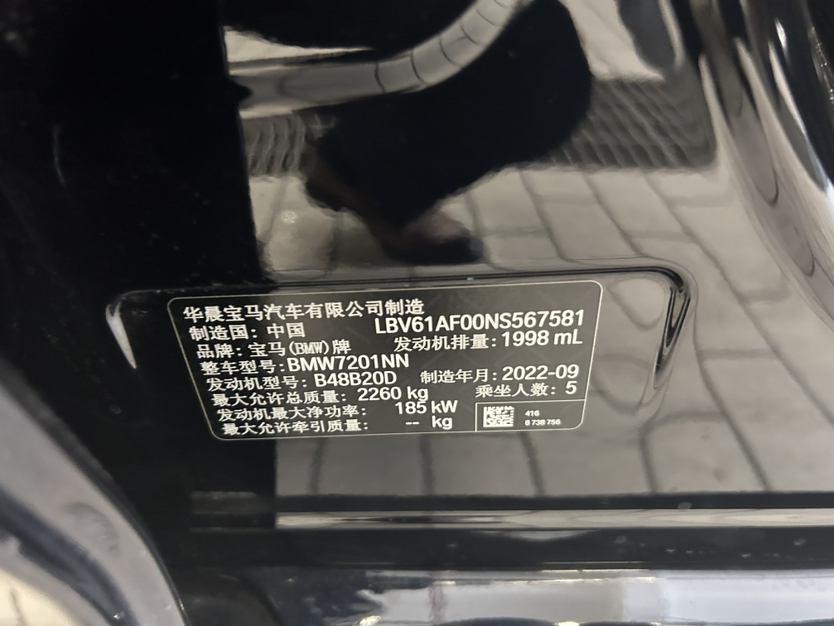 华晨宝马汽车有限公司制造
制造国: 中国 LBV61AF00NS567581
品牌: 宝马(BMW)牌 发动机排量: 1998 mL
整车型号: BMW7201NN
发动机型号: B48B20D 制造年月: 2022-09
最大允许总质量: 2260 kg 乘坐人数: 5
发动机最大净功率: 185 kW
最大允许牵引质量: -- kg
416
8 739 756